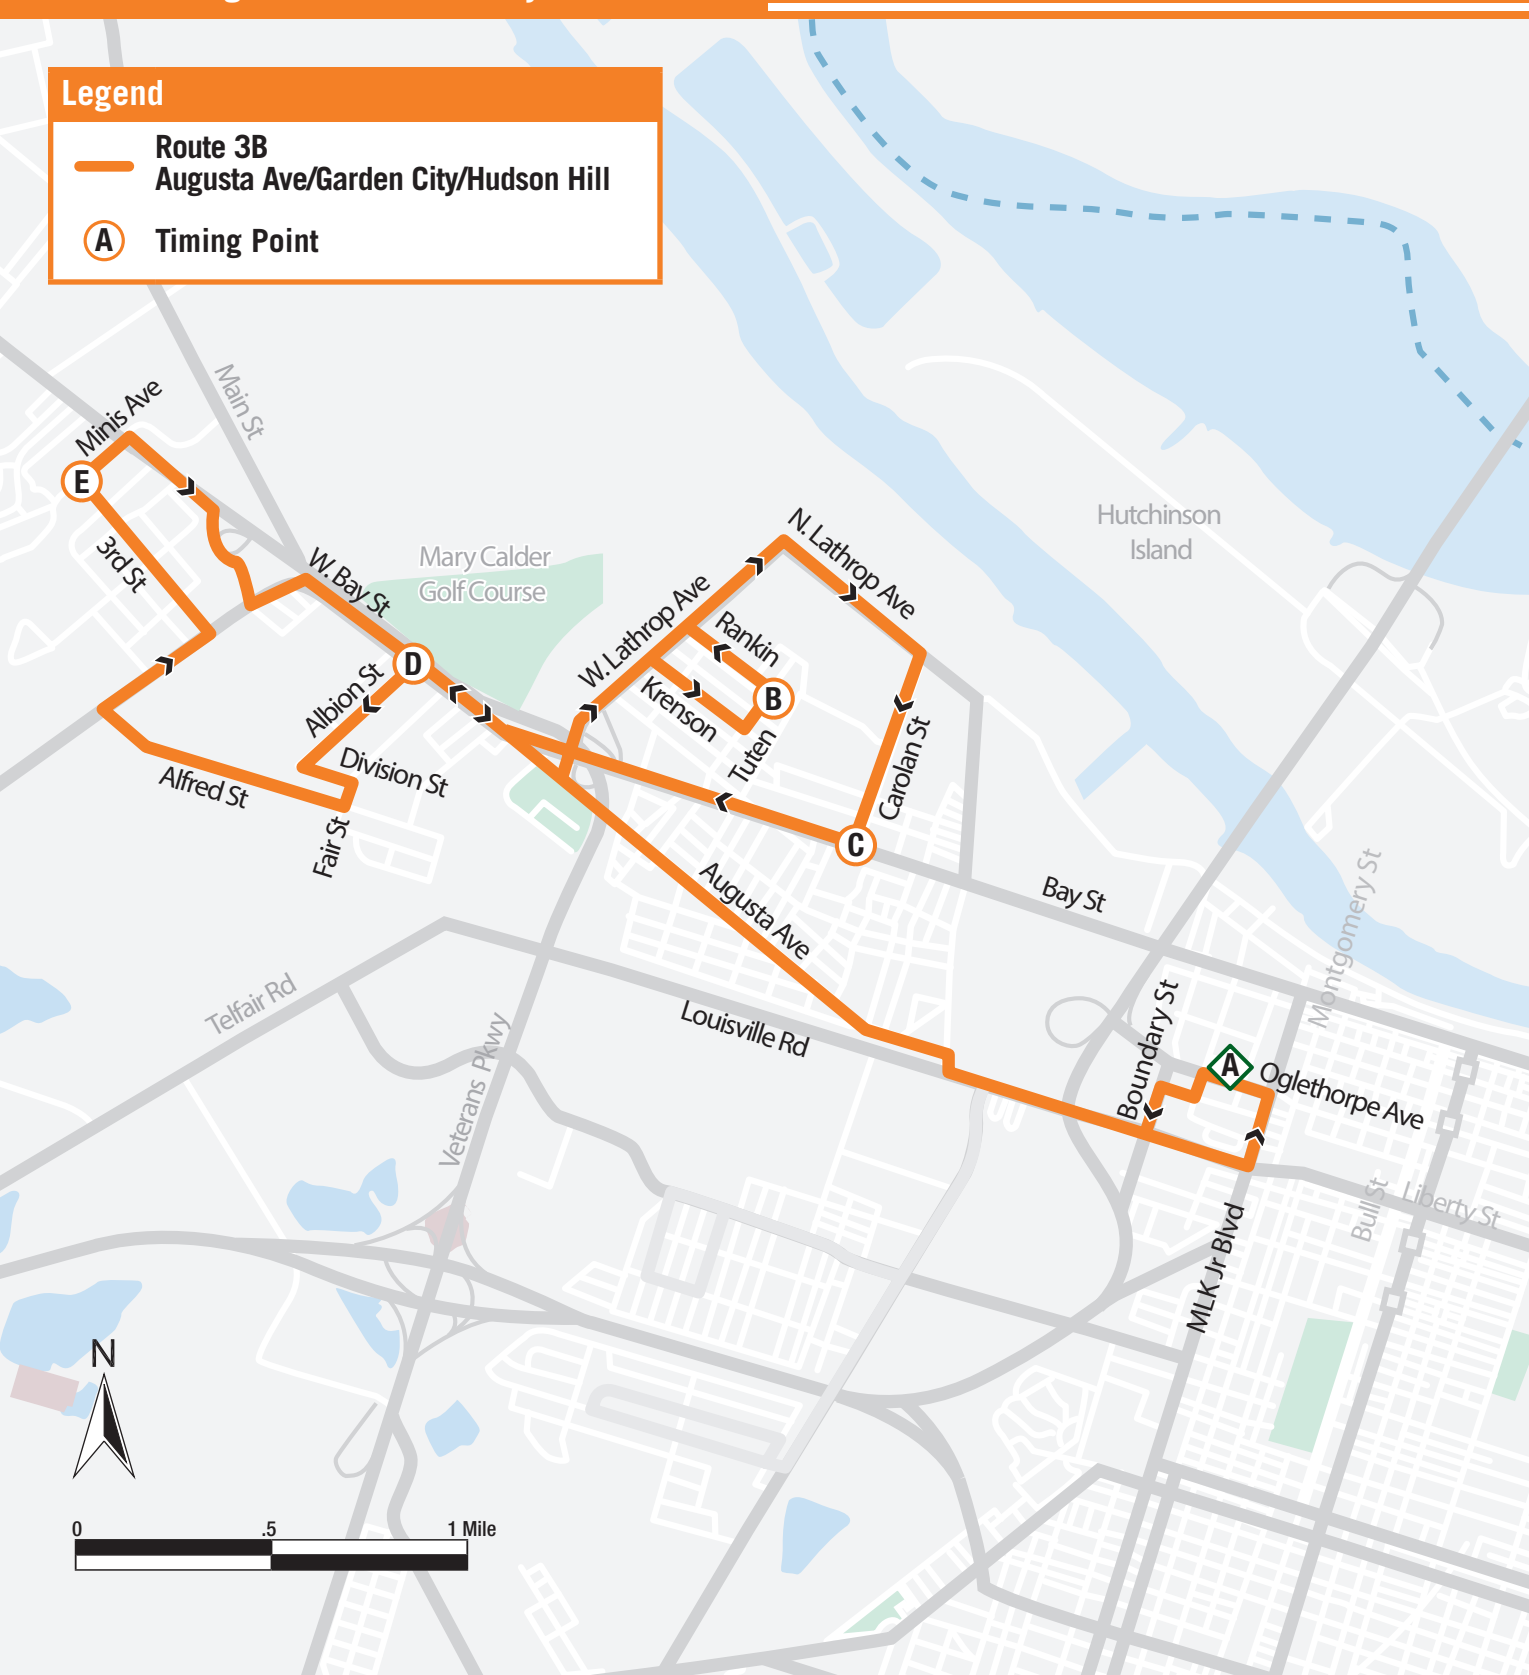 Legend
Route 3B
Augusta Ave/Garden City/Hudson Hill
A
Timing Point
Main St
Minis Ave
E
3rd St
W. Bay St
Mary Calder
Golf Course
D
Albion St
Division St
Alfred St
Fair St
N. Lathrop Ave
W. Lathrop Ave
Rankin
B
Krenson
Tuten
Carolan St
C
Hutchinson
Island
Augusta Ave
Bay St
Montgomery St
Telfair Rd
Louisville Rd
Veterans Pkwy
Boundary St
A
Oglethorpe Ave
Bull St
Liberty St
MLK Jr Blvd
N
0 .5 1 Mile